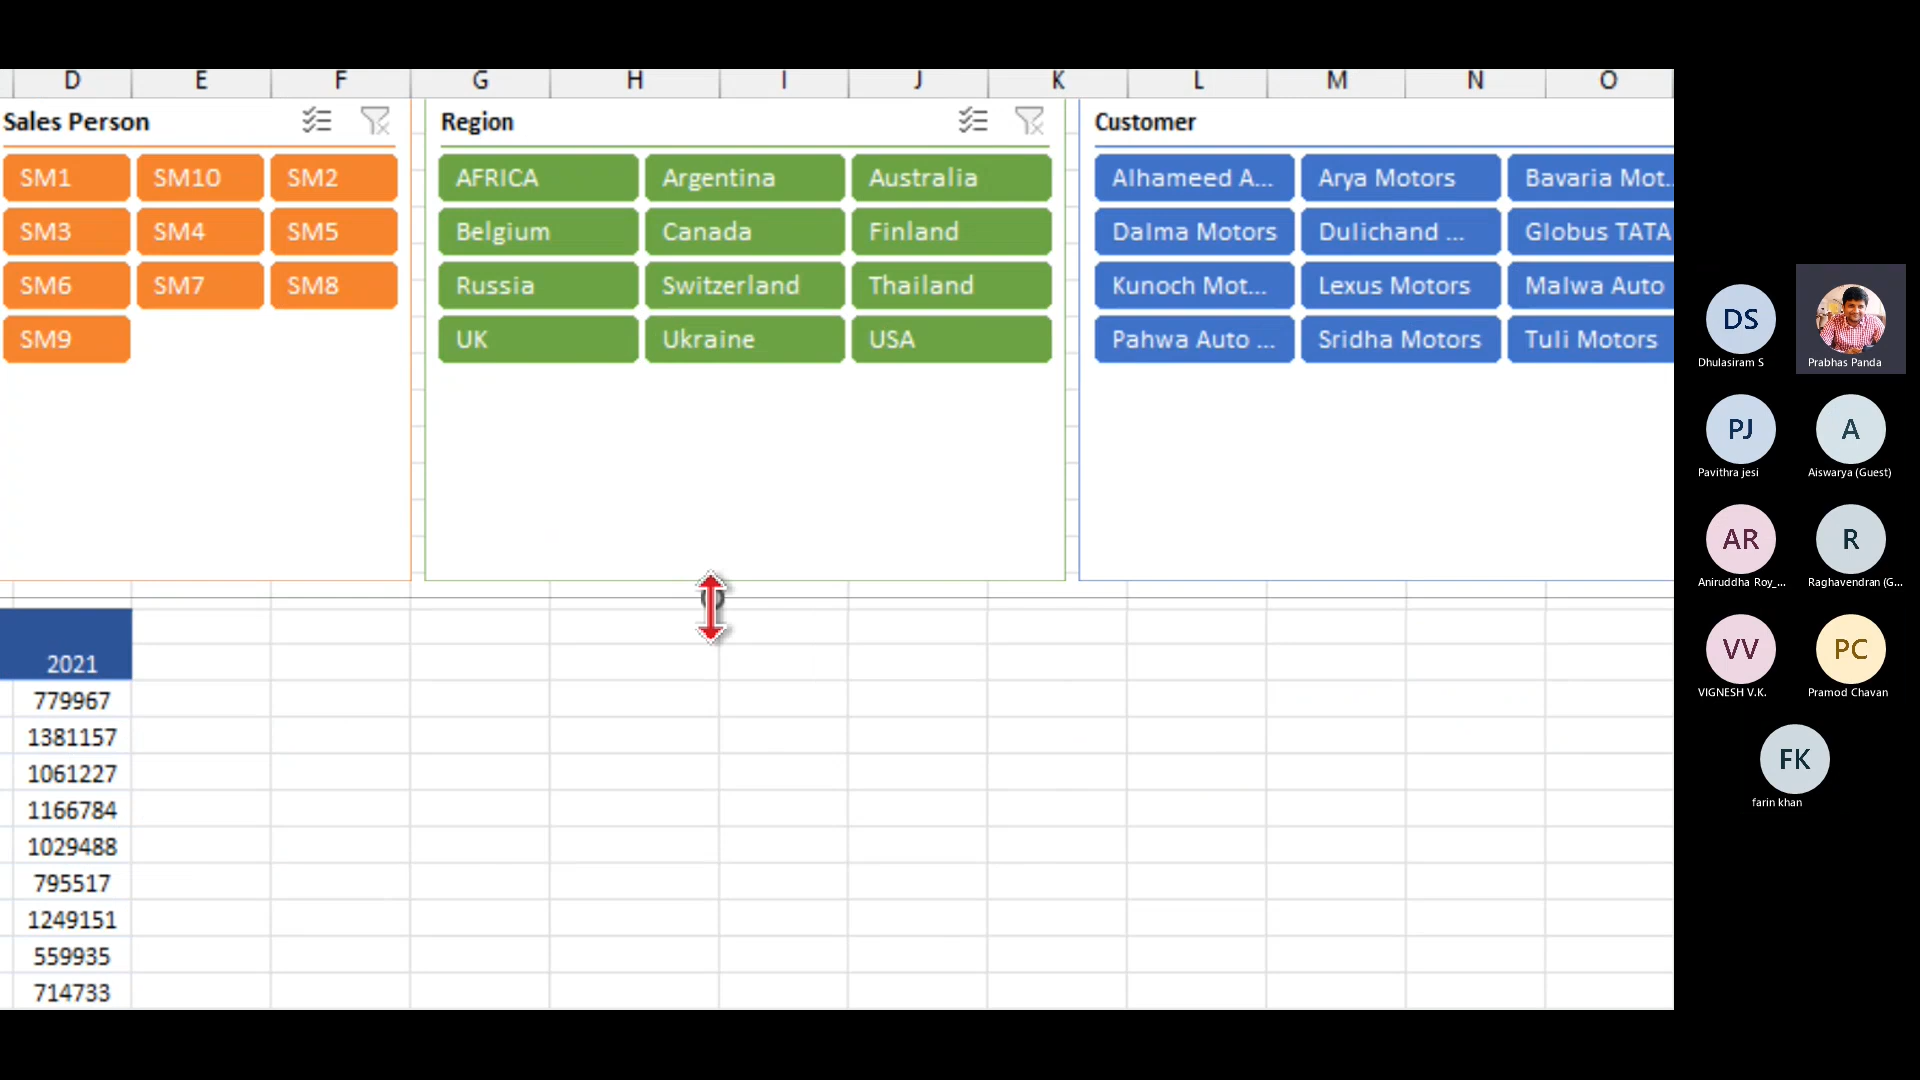 D E F G H I J K L M N O
Sales Person
SM1 SM10 SM2
SM3 SM4 SM5
SM6 SM7 SM8
SM9
Region
AFRICA Argentina Australia
Belgium Canada Finland
Russia Switzerland Thailand
UK Ukraine USA
Customer
Alhameed A... Arya Motors Bavaria Mot...
Dalma Motors Dulichand ... Globus TATA
Kunoch Mot... Lexus Motors Malwa Auto
Pahwa Auto ... Sridha Motors Tuli Motors
2021
779967
1381157
1061227
1166784
1029488
795517
1249151
559935
714733
DS
Dhulasiram S
Prabhas Panda
PJ
Pavithra jesi
A
Aiswarya (Guest)
AR
Aniruddha Roy_...
R
Raghavendran (G...
VV
VIGNESH V.K.
PC
Pramod Chavan
FK
farin khan